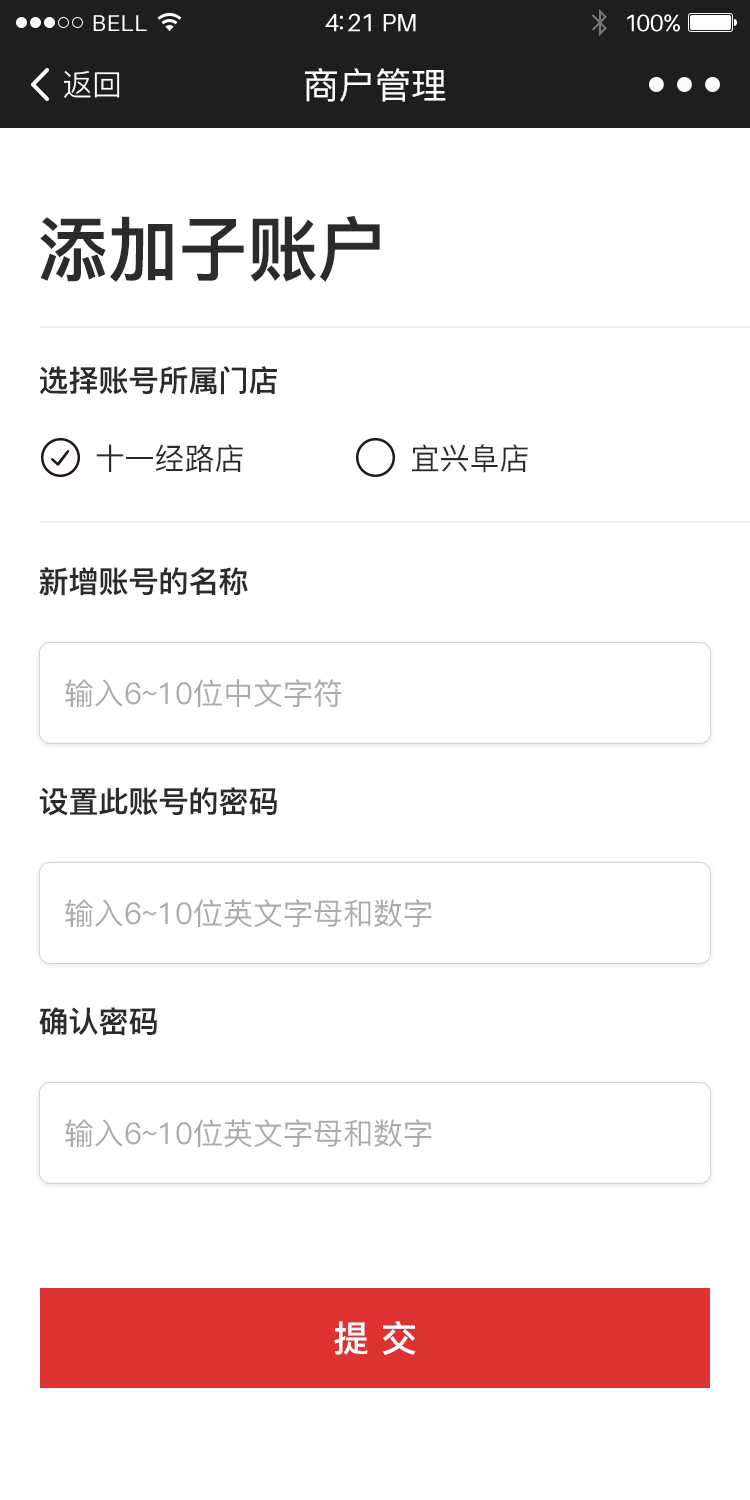 BELL 4:21 PM 100%
返回 商户管理
添加子账户
选择账号所属门店
十一经路店 宜兴阜店
新增账号的名称
输入6~10位中文字符
设置此账号的密码
输入6~10位英文字母和数字
确认密码
输入6~10位英文字母和数字
提交